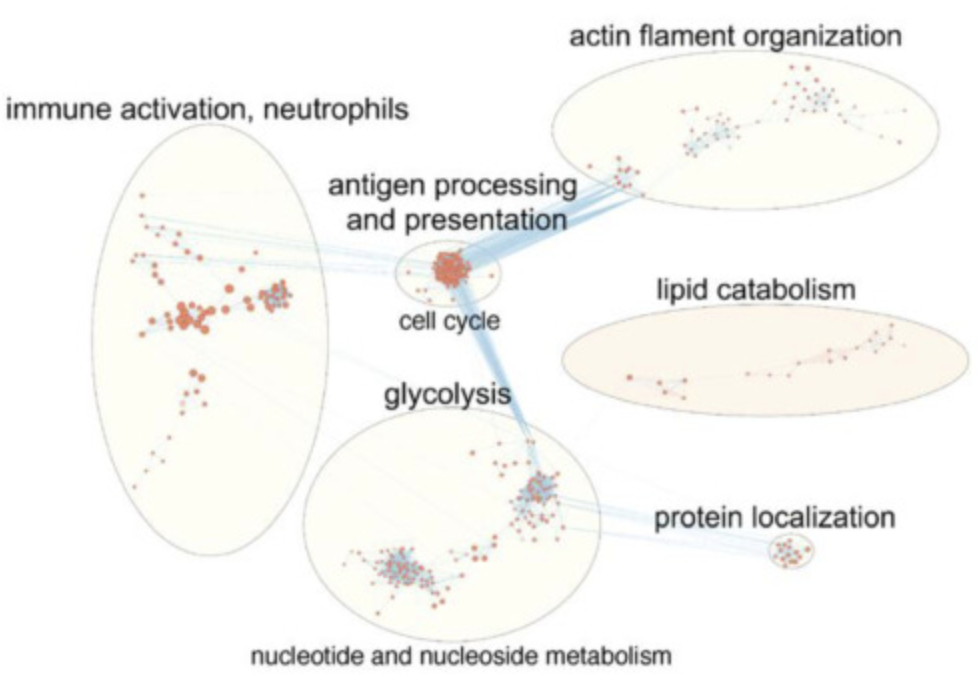 actin flament organization
immune activation, neutrophils
antigen processing
and presentation
cell cycle
lipid catabolism
glycolysis
protein localization
nucleotide and nucleoside metabolism